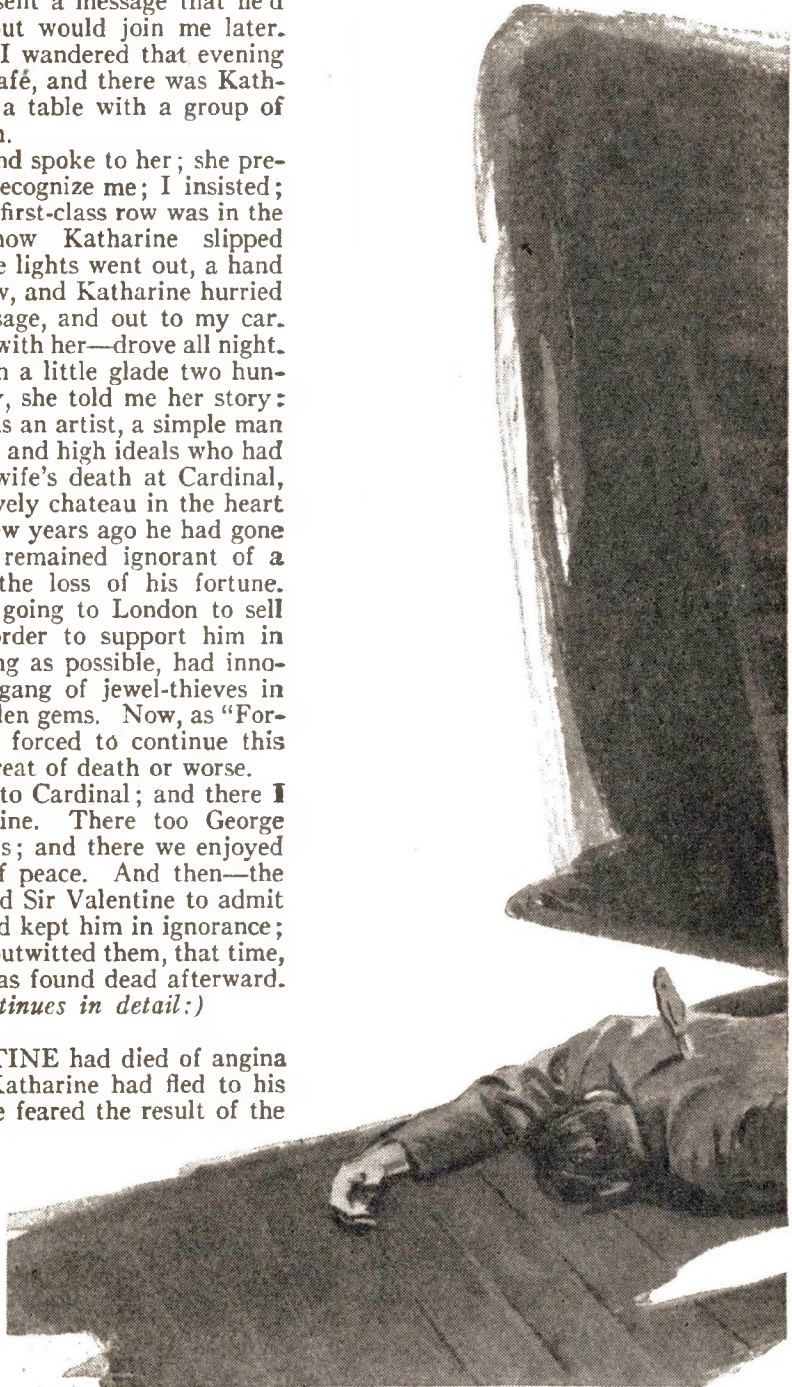 sent a message that he'd
out would join me later.
I wandered that evening
afé, and there was Kath-
a table with a group of
n.
nd spoke to her; she pre-
ecognize me; I insisted;
first-class row was in the
now Katharine slipped
e lights went out, a hand
w, and Katharine hurried
sage, and out to my car.
with her—drove all night.
n a little glade two hun-
y, she told me her story:
as an artist, a simple man
and high ideals who had
wife's death at Cardinal,
vely chateau in the heart
ew years ago he had gone
remained ignorant of a
the loss of his fortune.
going to London to sell
order to support him in
ng as possible, had inno-
gang of jewel-thieves in
len gems. Now, as "For-
forced to continue this
reat of death or worse.
to Cardinal; and there I
ine. There too George
s; and there we enjoyed
f peace. And then—the
d Sir Valentine to admit
d kept him in ignorance;
outwitted them, that time,
as found dead afterward.
tinues in detail:)
TINE had died of angina
Katharine had fled to his
e feared the result of the